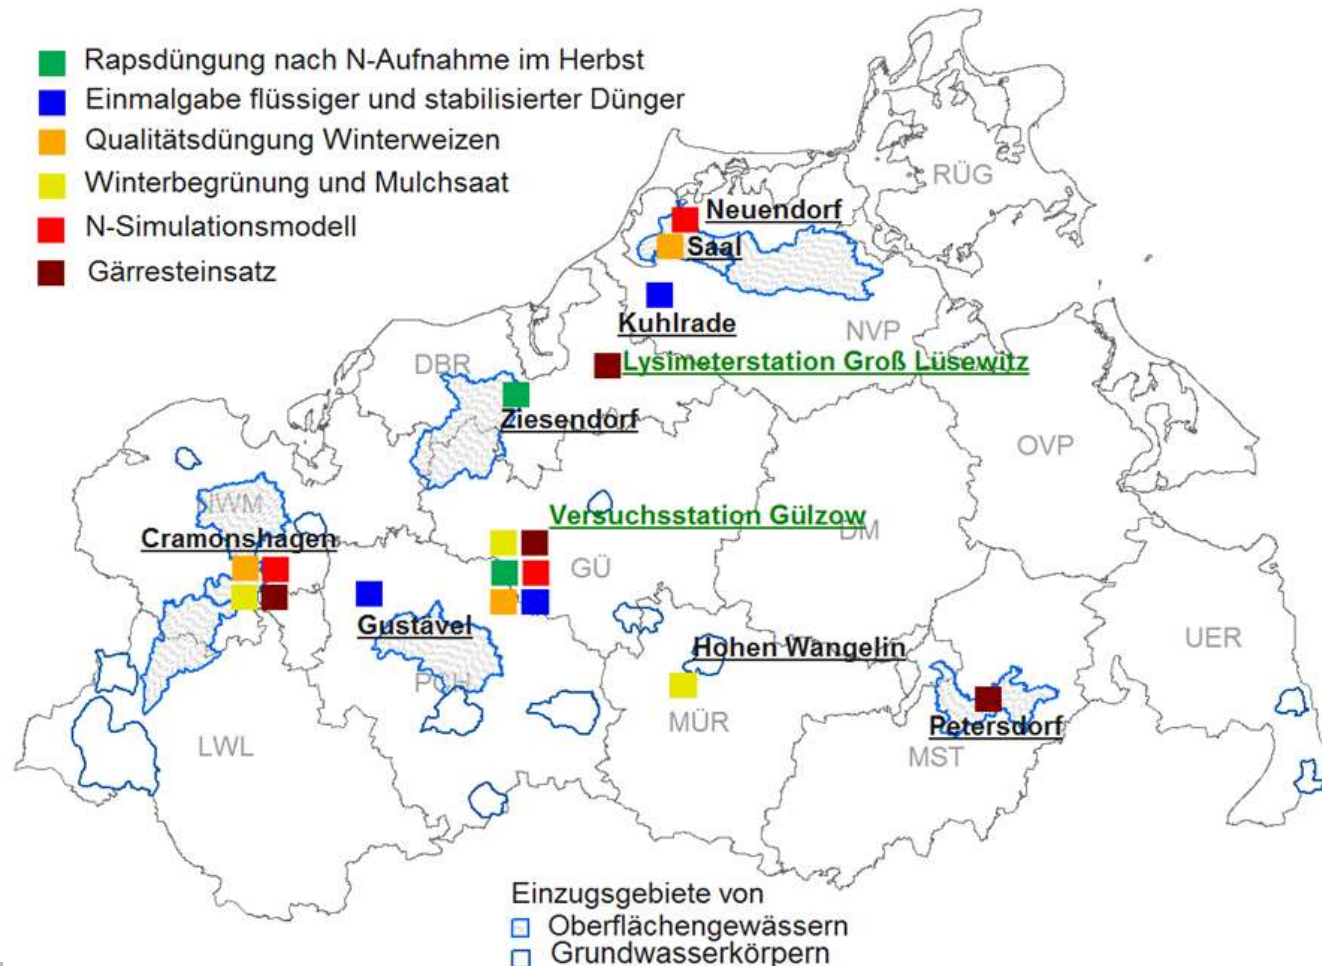 Rapsdüngung nach N-Aufnahme im Herbst
Einmalgabe flüssiger und stabilisierter Dünger
Qualitätsdüngung Winterweizen
Winterbegrünung und Mulchsaat
N-Simulationsmodell
Gärresteinsatz
RÜG
Neuendorf
Saal
Kuhlrade
NVP
DBR
Lysimeterstation Groß Lüsewitz
Ziesendorf
OVP
NWM
Versuchsstation Gülzow
DM
Cramonshagen
GÜ
Gustävel
UER
Hohen Wangelin
PCH
MÜR
Petersdorf
LWL
MST
Einzugsgebiete von
Oberflächengewässern
Grundwasserkörpern